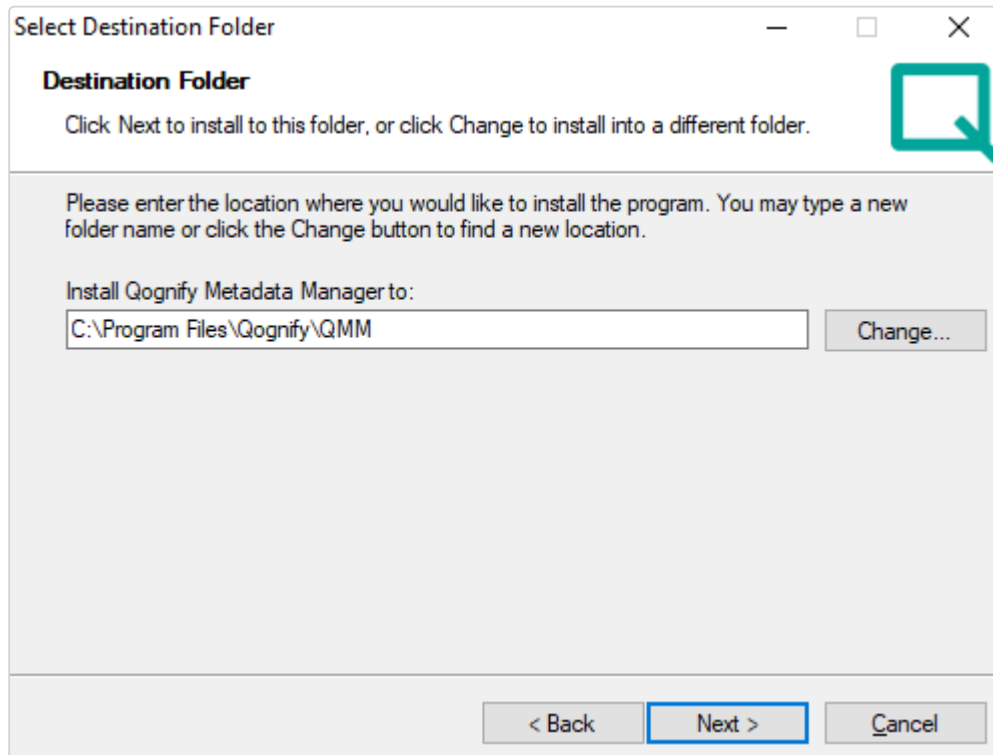 Select Destination Folder
Destination Folder
Click Next to install to this folder, or click Change to install into a different folder.
Please enter the location where you would like to install the program. You may type a new
folder name or click the Change button to find a new location.
Install Qognify Metadata Manager to:
C:\Program Files\Qognify\QMM
Change...
< Back
Next >
Cancel